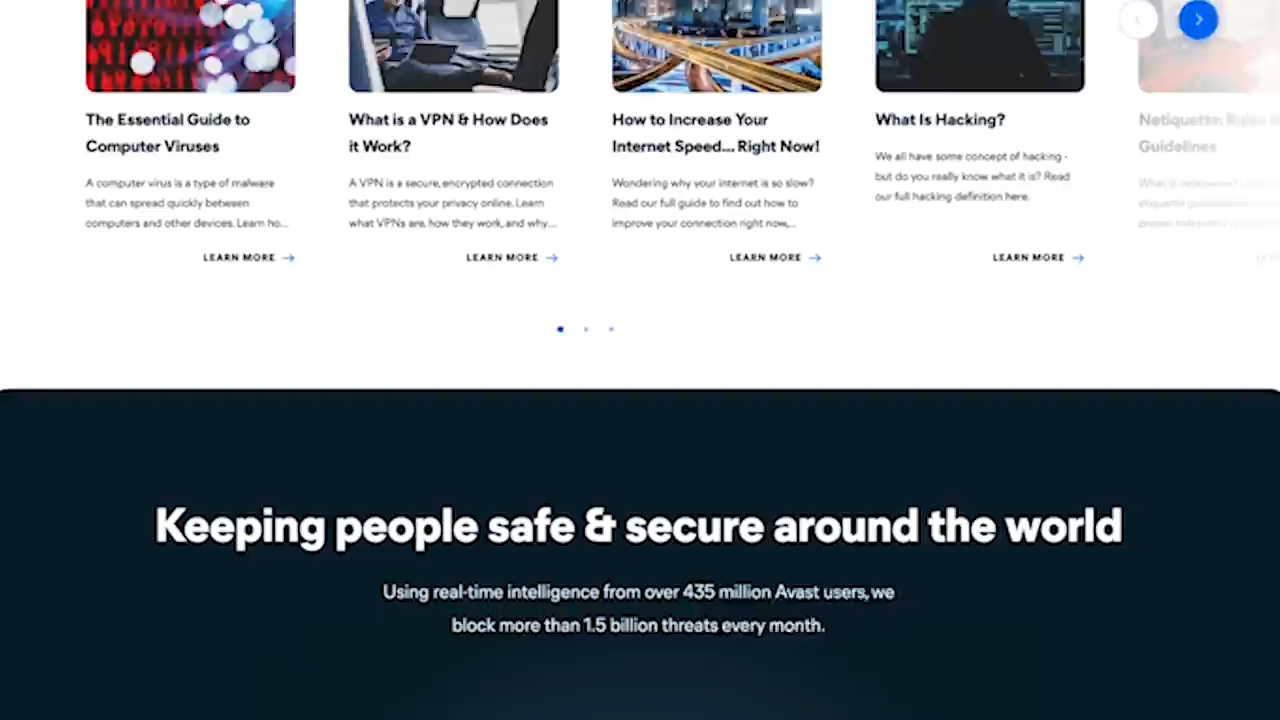 The Essential Guide to
Computer Viruses
A computer virus is a type of malware
that can spread quickly between
computers and other devices. Learn ho...
LEARN MORE →
What is a VPN & How Does
it Work?
A VPN is a secure, encrypted connection
that protects your privacy online. Learn
what VPNs are, how they work, and why...
LEARN MORE →
How to Increase Your
Internet Speed... Right Now!
Wondering why your internet is so slow?
Read our full guide to find out how to
improve your connection right now,...
LEARN MORE →
What Is Hacking?
We all have some concept of hacking -
but do you really know what it is? Read
our full hacking definition here.
LEARN MORE →
Netiquette: Rules
Guidelines
Keeping people safe & secure around the world
Using real-time intelligence from over 435 million Avast users, we
block more than 1.5 billion threats every month.